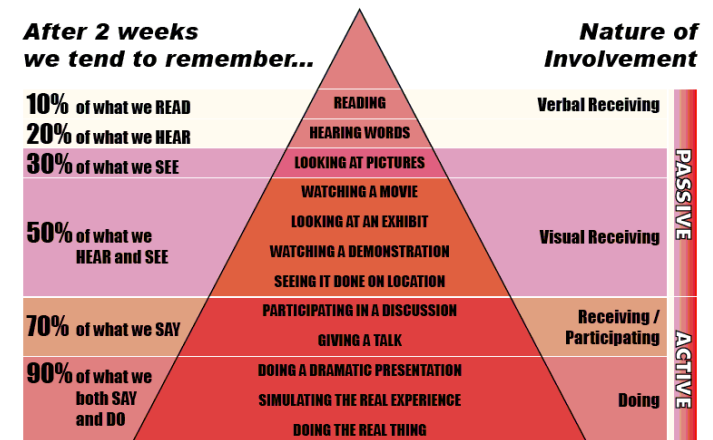 After 2 weeks
we tend to remember...
Nature of
Involvement
10% of what we READ
READING
Verbal Receiving
20% of what we HEAR
HEARING WORDS
30% of what we SEE
LOOKING AT PICTURES
WATCHING A MOVIE
LOOKING AT AN EXHIBIT
50% of what we
HEAR and SEE
WATCHING A DEMONSTRATION
SEEING IT DONE ON LOCATION
Visual Receiving
PASSIVE
70% of what we SAY
PARTICIPATING IN A DISCUSSION
GIVING A TALK
Receiving /
Participating
90% of what we
both SAY
and DO
DOING A DRAMATIC PRESENTATION
SIMULATING THE REAL EXPERIENCE
DOING THE REAL THING
Doing
ACTIVE